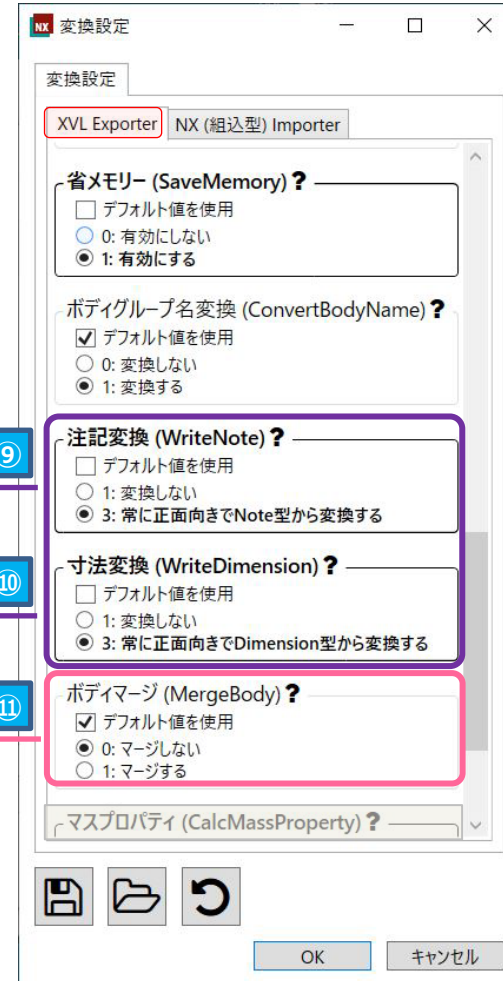 NX 変換設定
変換設定
XVL Exporter NX (組込型) Importer
省メモリー (SaveMemory) ?
デフォルト値を使用
0: 有効にしない
1: 有効にする
ボディグループ名変換 (ConvertBodyName) ?
デフォルト値を使用
0: 変換しない
1: 変換する
⑨
注記変換 (WriteNote) ?
デフォルト値を使用
1: 変換しない
3: 常に正面向きでNote型から変換する
⑩
寸法変換 (WriteDimension) ?
デフォルト値を使用
1: 変換しない
3: 常に正面向きでDimension型から変換する
⑪
ボディマージ (MergeBody) ?
デフォルト値を使用
0: マージしない
1: マージする
マスプロパティ (CalcMassProperty) ?
OK キャンセル